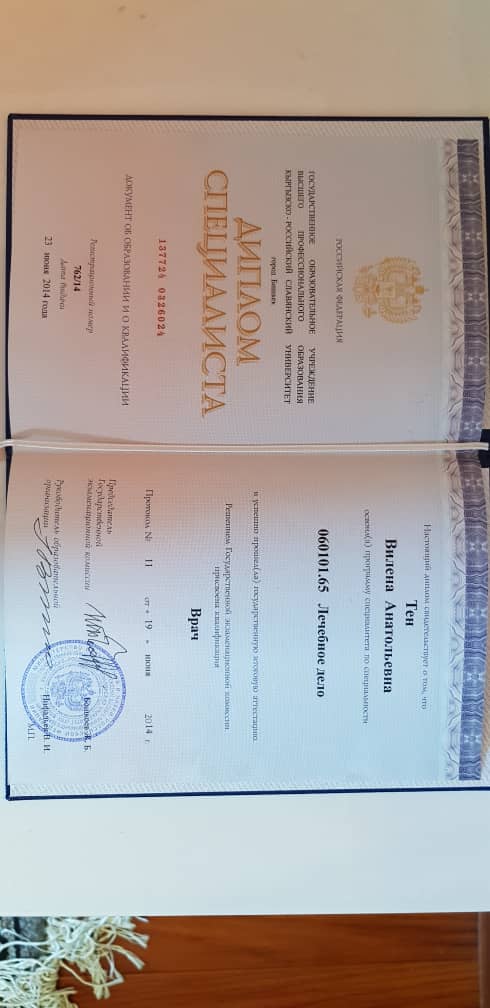 РОССИЙСКАЯ ФЕДЕРАЦИЯ
ГОСУДАРСТВЕННОЕ ОБРАЗОВАТЕЛЬНОЕ УЧРЕЖДЕНИЕ
ВЫСШЕГО ПРОФЕССИОНАЛЬНОГО ОБРАЗОВАНИЯ
КЫРГЫЗСКО-РОССИЙСКИЙ СЛАВЯНСКИЙ УНИВЕРСИТЕТ
город Бишкек
ДИПЛОМ
СПЕЦИАЛИСТА
137724 0326024
ДОКУМЕНТ ОБ ОБРАЗОВАНИИ И О КВАЛИФИКАЦИИ
Регистрационный номер
762/14
Дата выдачи
23 июня 2014 года
Настоящий диплом свидетельствует о том, что
Тен
Вилена Анатольевна
освоил(а) программу специалитета по специальности
060101.65 Лечебное дело
и успешно прошел(ла) государственную итоговую аттестацию.
Решением Государственной экзаменационной комиссии
присвоена квалификация
Врач
Протокол № 11 от « 19 » июня 2014 г.
Председатель
Государственной
экзаменационной комиссии
Руководитель образовательной
организации
Нифадьев В. И.
М.П.